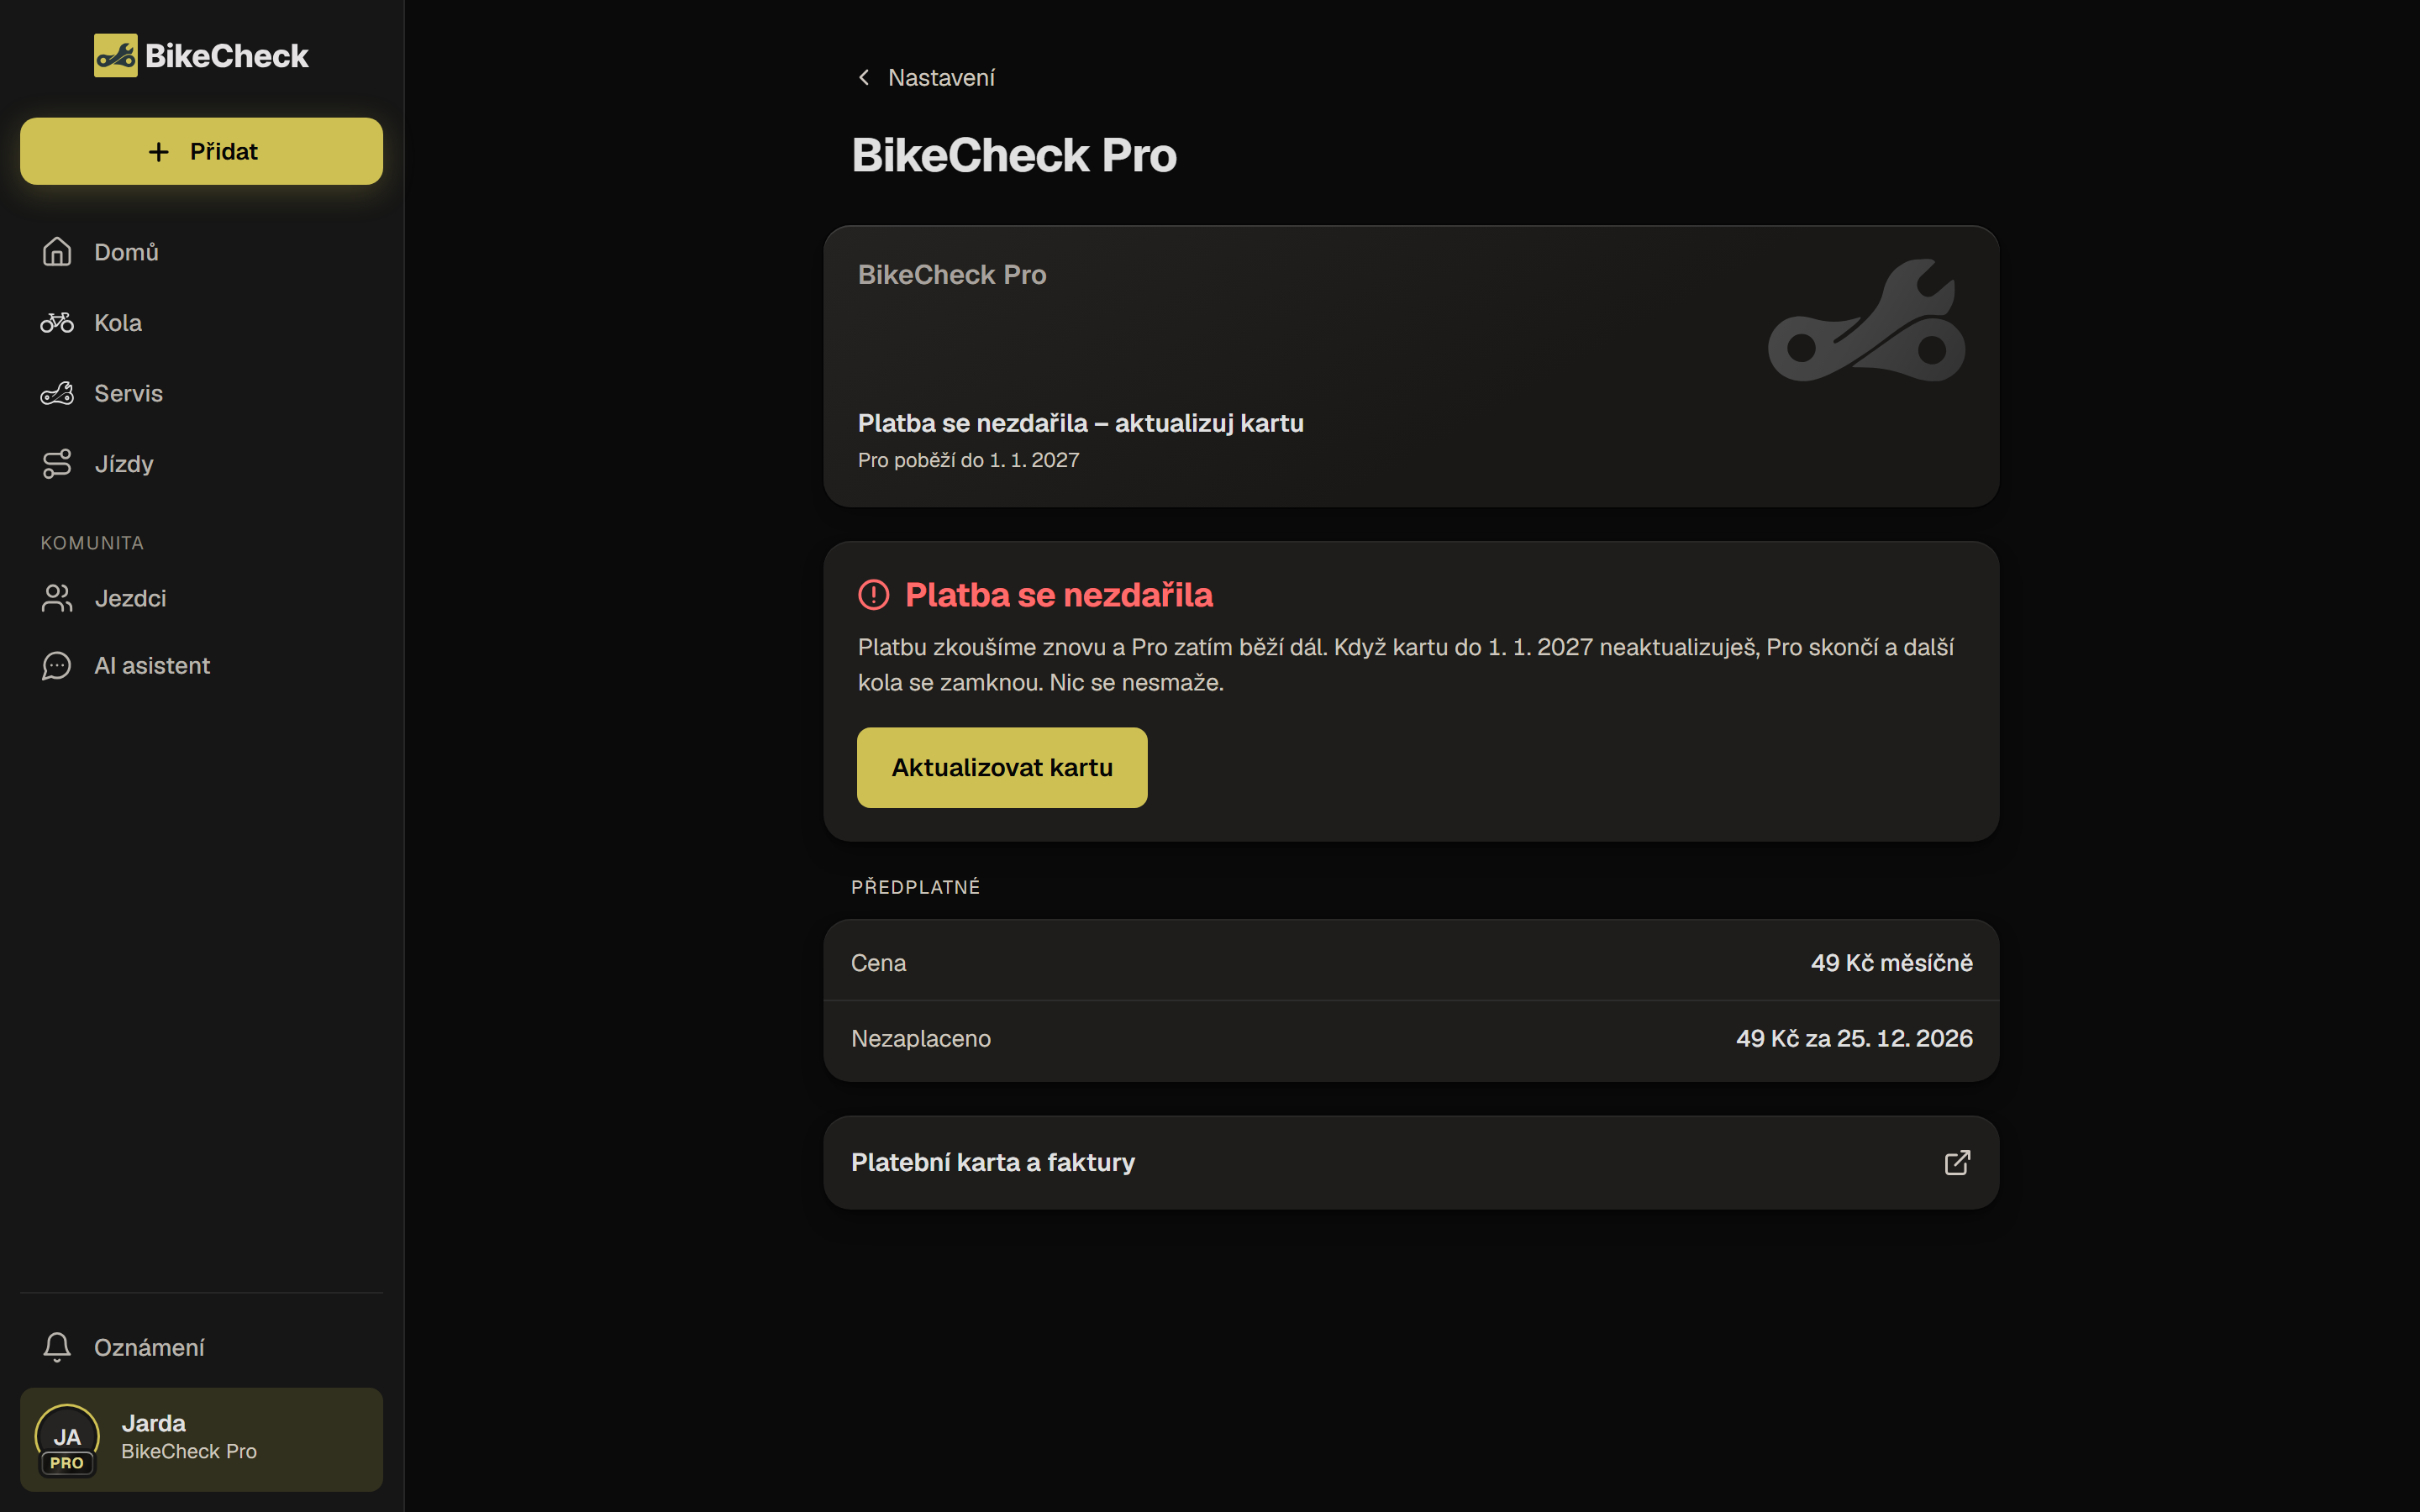 BikeCheck
Přidat
Domů
Kola
Servis
Jízdy
KOMUNITA
Jezdci
AI asistent
Oznámení
JA
PRO
Jarda
BikeCheck Pro
Nastavení
BikeCheck Pro
BikeCheck Pro
Platba se nezdařila – aktualizuj kartu
Pro poběží do 1. 1. 2027
Platba se nezdařila
Platbu zkoušíme znovu a Pro zatím běží dál. Když kartu do 1. 1. 2027 neaktualizuješ, Pro skončí a další
kola se zamknou. Nic se nesmaže.
Aktualizovat kartu
PŘEDPLATNÉ
Cena 49 Kč měsíčně
Nezaplaceno 49 Kč za 25. 12. 2026
Platební karta a faktury